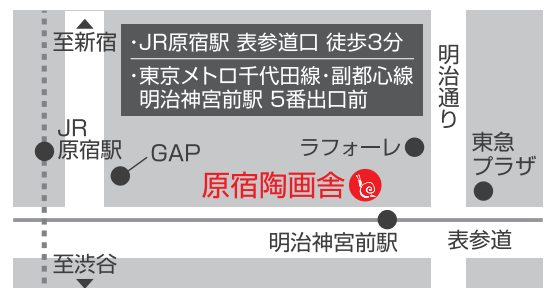 至新宿
・JR原宿駅 表参道口 徒歩3分
・東京メトロ千代田線・副都心線
明治神宮前駅 5番出口前
明治通り
JR
原宿駅
GAP
ラフォーレ
東急
プラザ
原宿陶画舎
明治神宮前駅
表参道
至渋谷